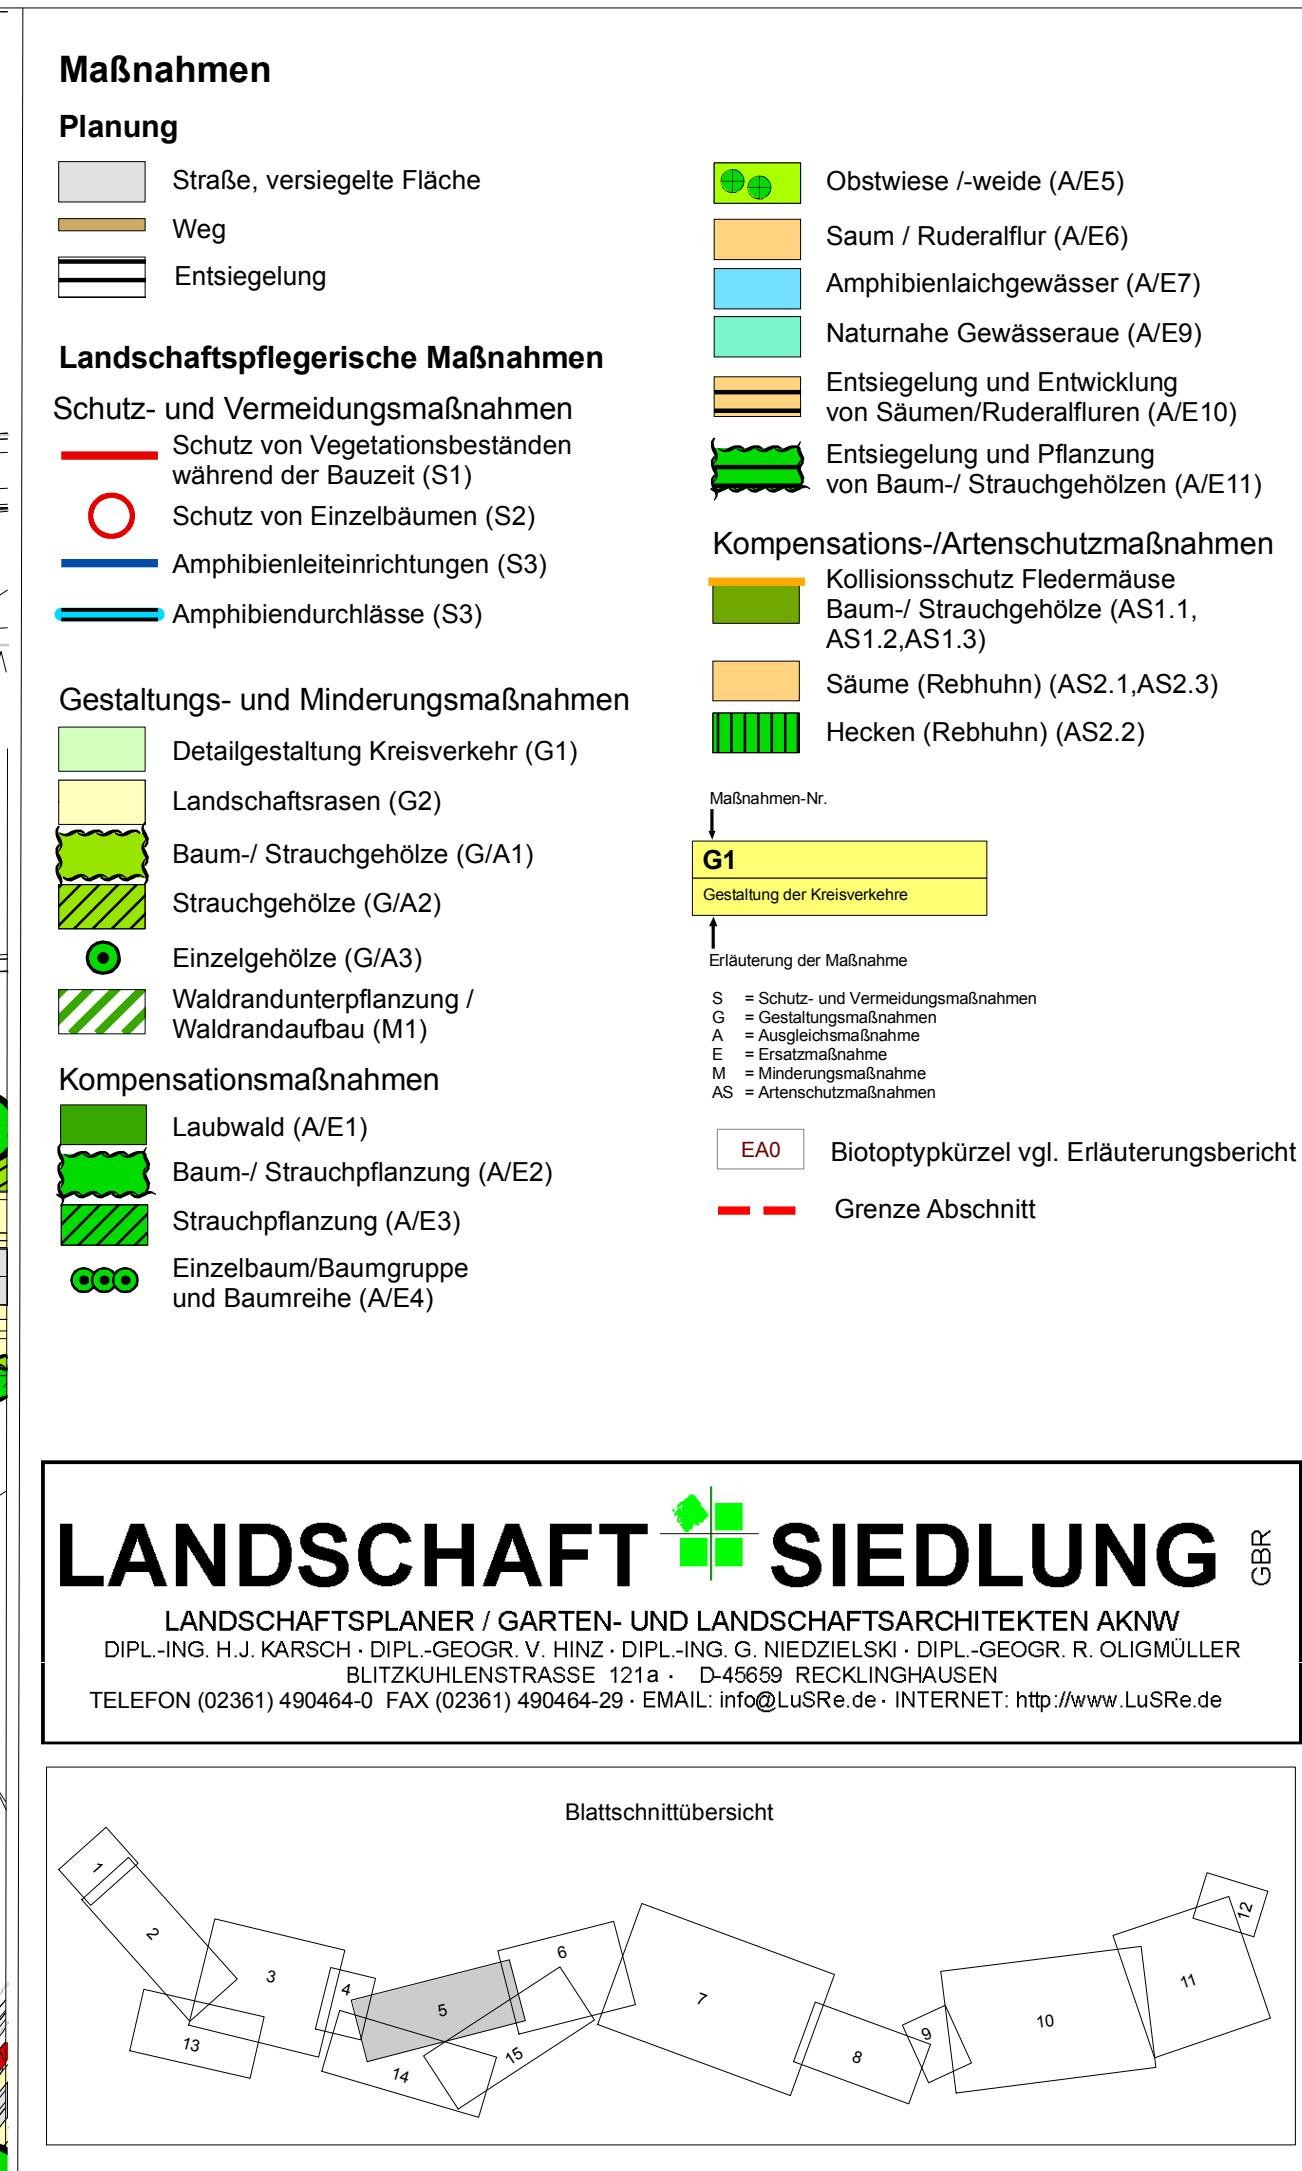 Maßnahmen
Planung
Straße, versiegelte Fläche
Weg
Entsiegelung
Landschaftspflegerische Maßnahmen
Schutz- und Vermeidungsmaßnahmen
Schutz von Vegetationsbeständen
während der Bauzeit (S1)
Schutz von Einzelbäumen (S2)
Amphibienleiteinrichtungen (S3)
Amphibiendurchlässe (S3)
Gestaltungs- und Minderungsmaßnahmen
Detailgestaltung Kreisverkehr (G1)
Landschaftsrasen (G2)
Baum-/ Strauchgehölze (G/A1)
Strauchgehölze (G/A2)
Einzelgehölze (G/A3)
Waldrandunterpflanzung /
Waldrandaufbau (M1)
Kompensationsmaßnahmen
Laubwald (A/E1)
Baum-/ Strauchpflanzung (A/E2)
Strauchpflanzung (A/E3)
Einzelbaum/Baumgruppe
und Baumreihe (A/E4)
Obstwiese /-weide (A/E5)
Saum / Ruderalflur (A/E6)
Amphibienlaichgewässer (A/E7)
Naturnahe Gewässeraue (A/E9)
Entsiegelung und Entwicklung
von Säumen/Ruderalfluren (A/E10)
Entsiegelung und Pflanzung
von Baum-/ Strauchgehölzen (A/E11)
Kompensations-/Artenschutzmaßnahmen
Kollisionsschutz Fledermäuse
Baum-/ Strauchgehölze (AS1.1,
AS1.2,AS1.3)
Säume (Rebhuhn) (AS2.1,AS2.3)
Hecken (Rebhuhn) (AS2.2)
Maßnahmen-Nr.
G1
Gestaltung der Kreisverkehre
Erläuterung der Maßnahme
S = Schutz- und Vermeidungsmaßnahmen
G = Gestaltungsmaßnahmen
A = Ausgleichsmaßnahme
E = Ersatzmaßnahme
M = Minderungsmaßnahme
AS = Artenschutzmaßnahmen
EA0 Biotoptypkürzel vgl. Erläuterungsbericht
Grenze Abschnitt
LANDSCHAFT SIEDLUNG GBR
LANDSCHAFTSPLANER / GARTEN- UND LANDSCHAFTSARCHITEKTEN AKNW
DIPL.-ING. H.J. KARSCH · DIPL.-GEOGR. V. HINZ · DIPL.-ING. G. NIEDZIELSKI · DIPL.-GEOGR. R. OLIGMÜLLER
BLITZKUHLENSTRASSE 121a · D-45659 RECKLINGHAUSEN
TELEFON (02361) 490464-0 FAX (02361) 490464-29 · EMAIL: info@LuSRe.de · INTERNET: http://www.LuSRe.de
Blattschnittübersicht
1
2
3
4
5
6
7
8
9
10
11
12
13
14
15